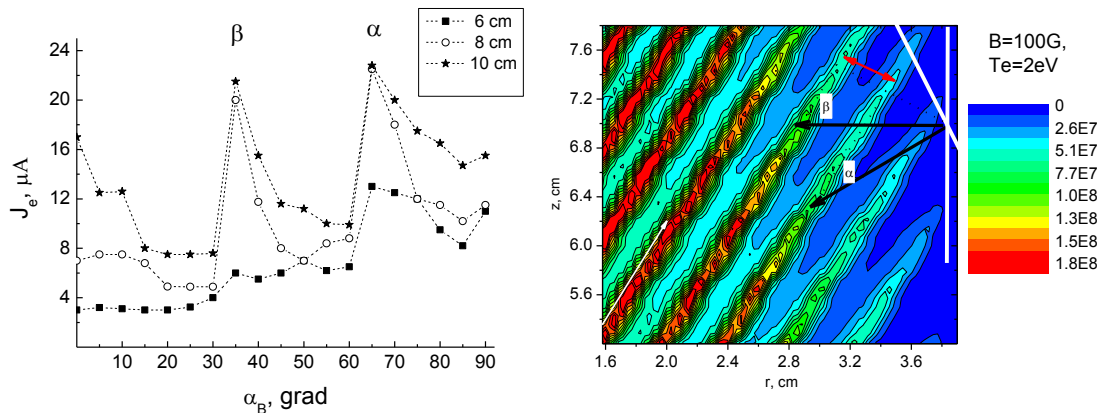 6 cm
8 cm
10 cm
β
α
24
20
16
12
8
4
J_e, μA
10 20 30 40 50 60 70 80 90
α_B, grad
7.6
7.2
6.8
6.4
6.0
5.6
z, cm
β
α
1.6 2.0 2.4 2.8 3.2 3.6
r, cm
B=100G,
Te=2eV
0
2.6E7
5.1E7
7.7E7
1.0E8
1.3E8
1.5E8
1.8E8